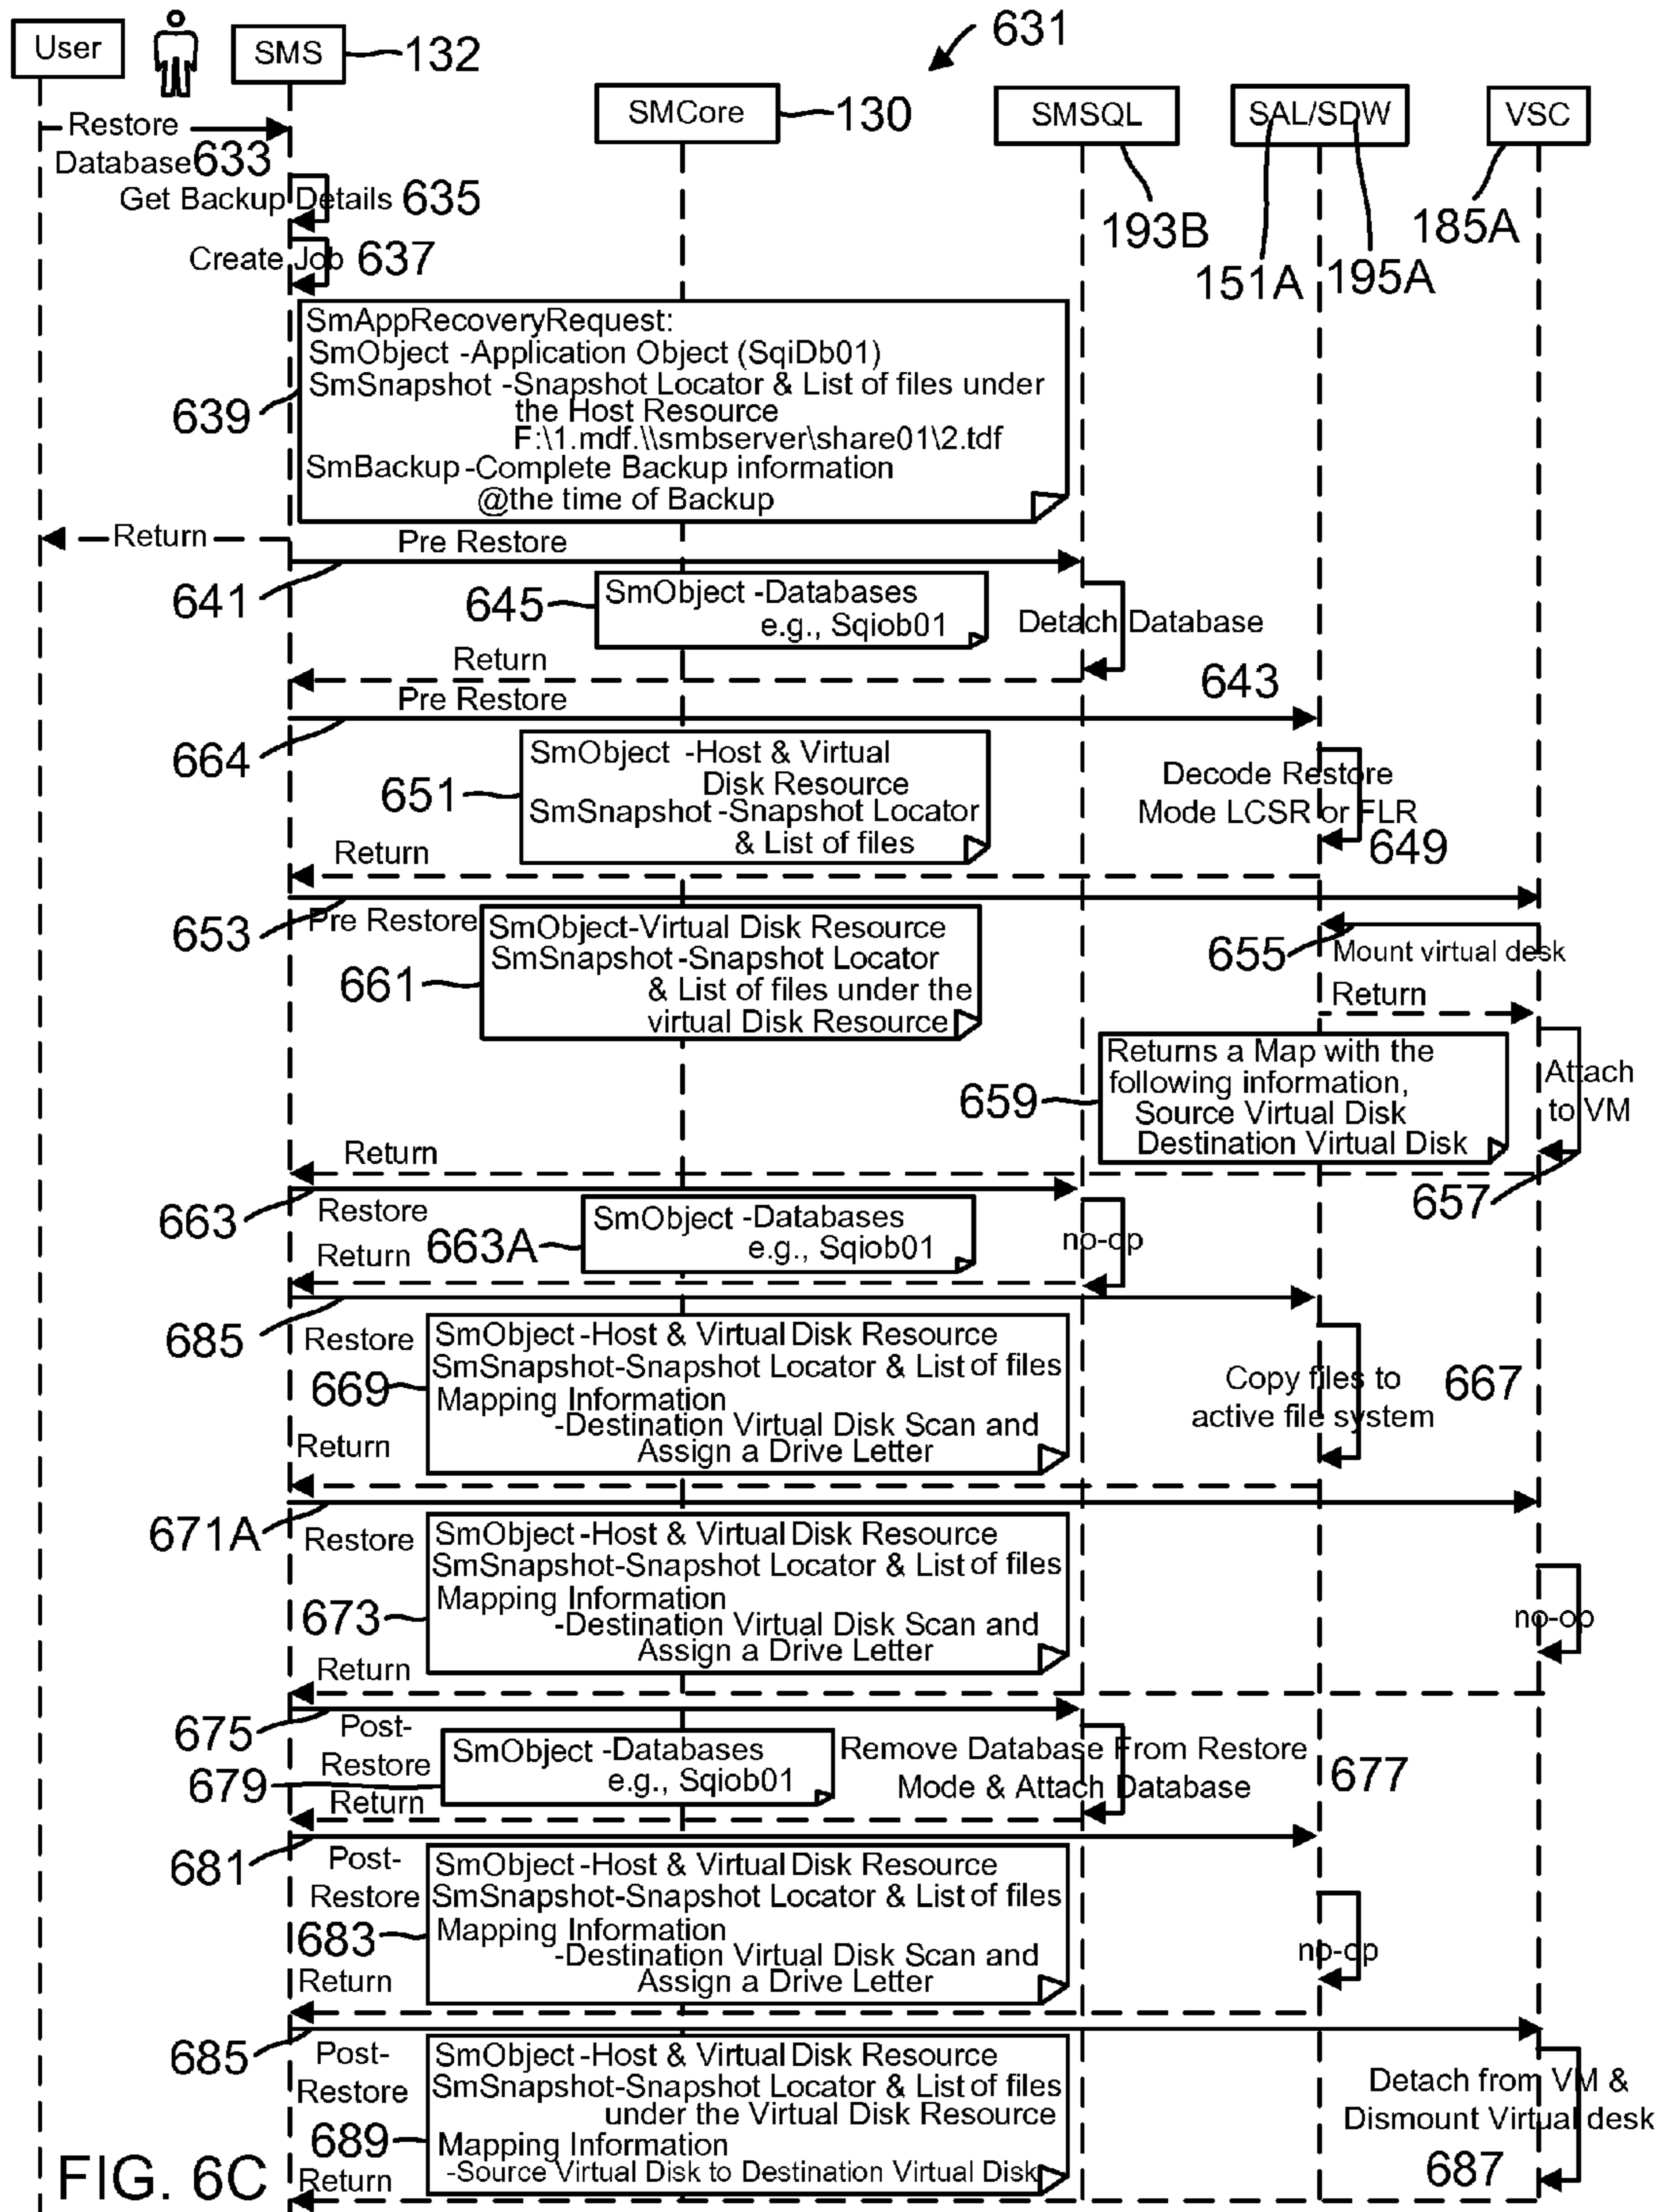 User
SMS
132
631
SMCore
130
SMSQL
SAL/SDW
VSC
Restore
Database
633
Get Backup Details 635
193B
185A
151A
195A
Create Job 637
SmAppRecoveryRequest:
SmObject -Application Object (SqiDb01)
SmSnapshot -Snapshot Locator & List of files under
the Host Resource
F:\1.mdf.\\smbserver\share01\2.tdf
SmBackup -Complete Backup information
@the time of Backup
639
Return
Pre Restore
641
645
SmObject -Databases
e.g., Sqiob01
Detach Database
Return
643
Pre Restore
664
651
SmObject -Host & Virtual
Disk Resource
SmSnapshot -Snapshot Locator
& List of files
Decode Restore
Mode LCSR or FLR
649
Return
653
Pre Restore
661
SmObject-Virtual Disk Resource
SmSnapshot -Snapshot Locator
& List of files under the
virtual Disk Resource
655
Mount virtual desk
Return
659
Returns a Map with the
following information,
Source Virtual Disk
Destination Virtual Disk
Attach
to VM
Return
657
663
Restore
663A
SmObject -Databases
e.g., Sqiob01
no-op
Return
685
Restore
669
SmObject -Host & Virtual Disk Resource
SmSnapshot-Snapshot Locator & List of files
Mapping Information
-Destination Virtual Disk Scan and
Assign a Drive Letter
Copy files to
active file system
667
Return
671A
Restore
673
SmObject -Host & Virtual Disk Resource
SmSnapshot-Snapshot Locator & List of files
Mapping Information
-Destination Virtual Disk Scan and
Assign a Drive Letter
no-op
Return
675
Post-
Restore
679
SmObject -Databases
e.g., Sqiob01
Remove Database From Restore
Mode & Attach Database
677
Return
681
Post-
Restore
683
SmObject -Host & Virtual Disk Resource
SmSnapshot-Snapshot Locator & List of files
Mapping Information
-Destination Virtual Disk Scan and
Assign a Drive Letter
no-op
Return
685
Post-
Restore
689
SmObject -Host & Virtual Disk Resource
SmSnapshot-Snapshot Locator & List of files
under the Virtual Disk Resource
Mapping Information
-Source Virtual Disk to Destination Virtual Disk
Detach from VM &
Dismount Virtual desk
687
Return
FIG. 6C